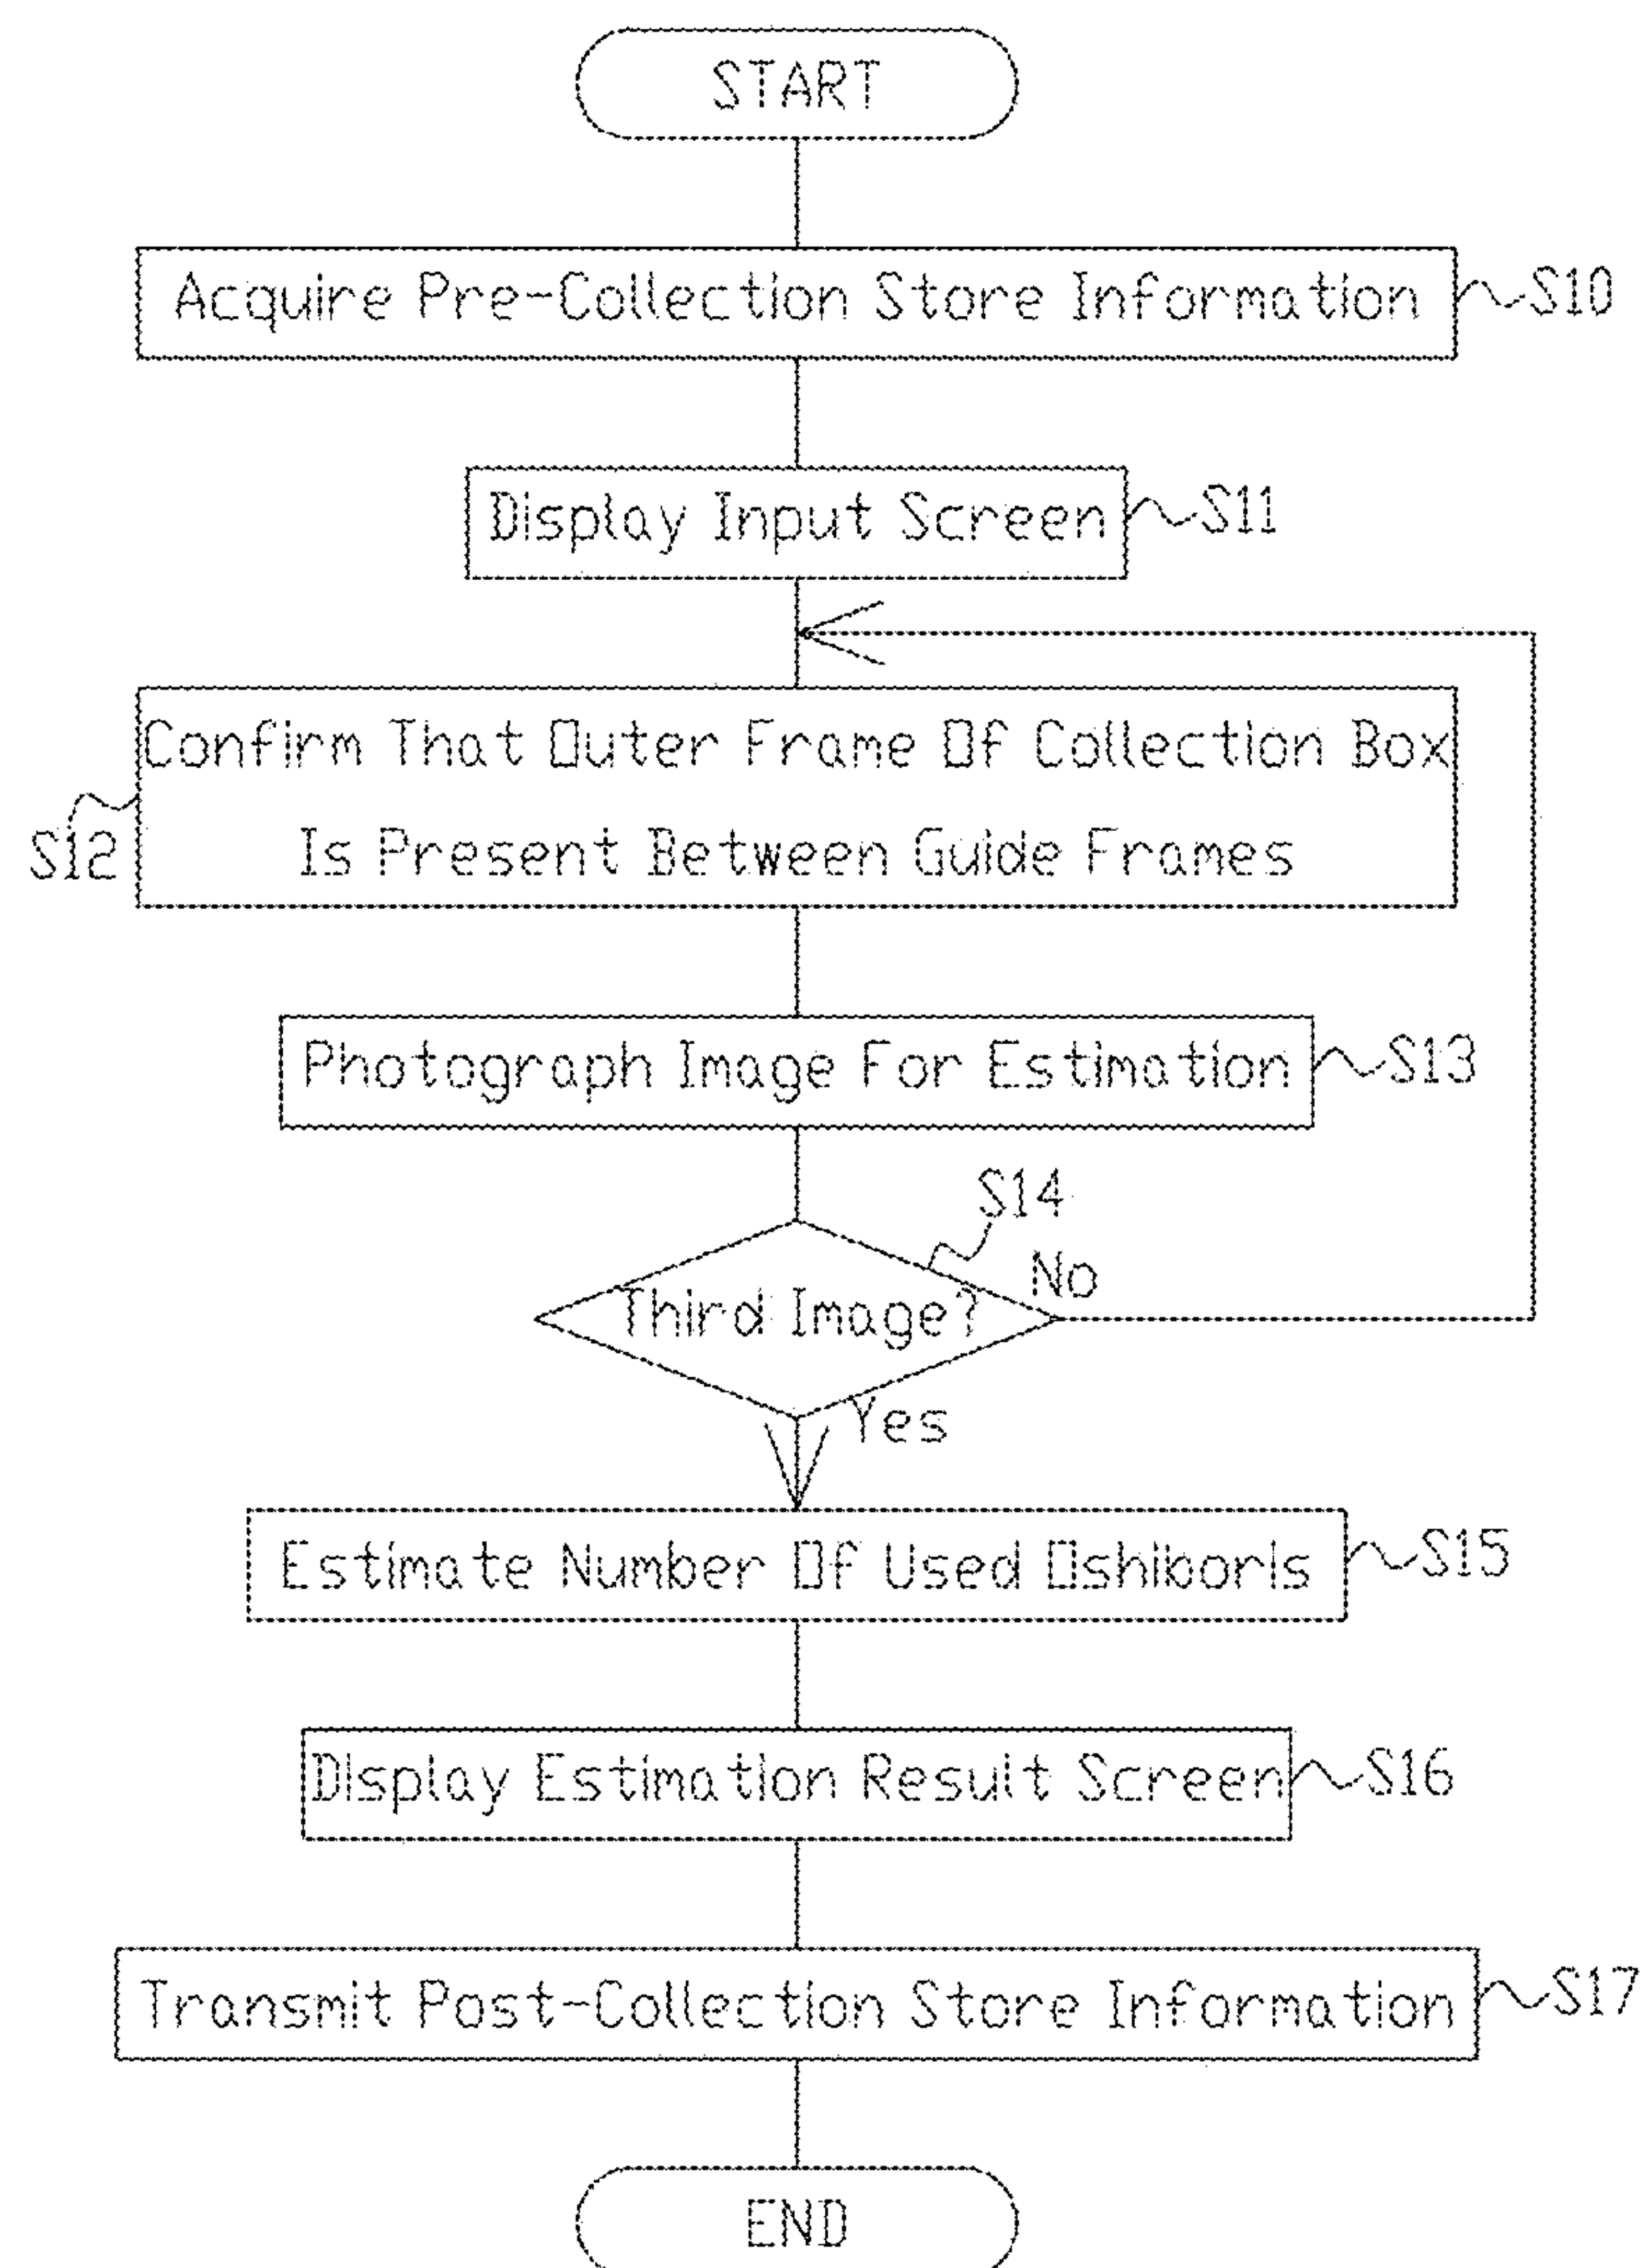 START
Acquire Pre-Collection Store Information
S10
Display Input Screen
S11
Confirm That Outer Frame Of Collection Box
Is Present Between Guide Frames
S12
Photograph Image For Estimation
S13
S14
Third Image?
No
Yes
Estimate Number Of Used Oshiboris
S15
Display Estimation Result Screen
S16
Transmit Post-Collection Store Information
S17
END